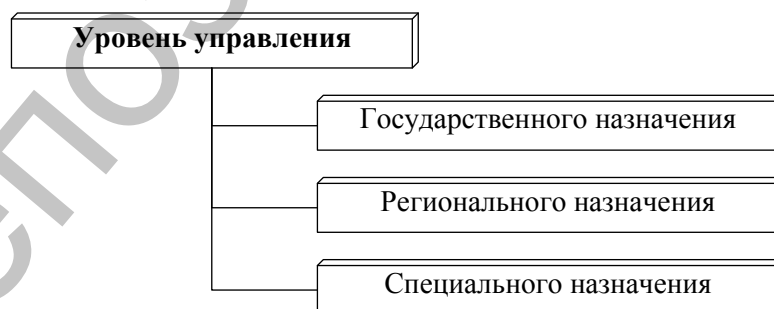 Уровень управления
Государственного назначения
Регионального назначения
Специального назначения